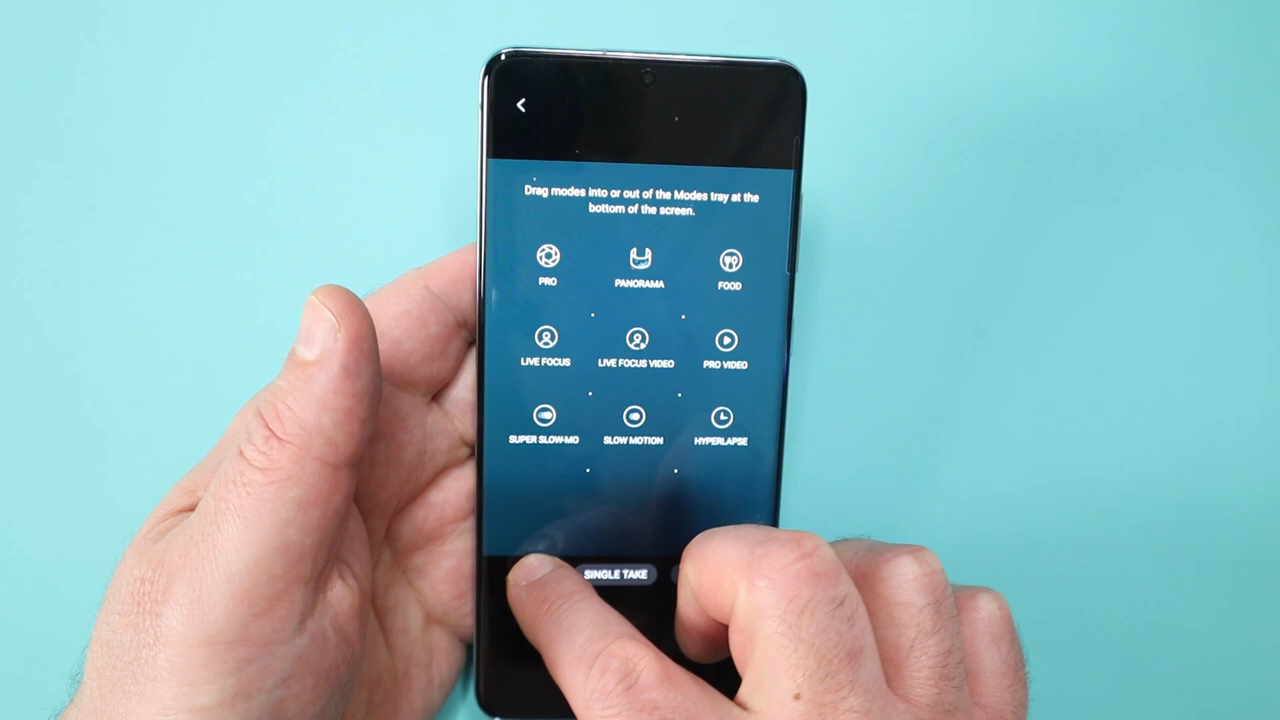 Drag modes into or out of the Modes tray at the
bottom of the screen.
PRO PANORAMA FOOD
LIVE FOCUS LIVE FOCUS VIDEO PRO VIDEO
SUPER SLOW-MO SLOW MOTION HYPERLAPSE
SINGLE TAKE